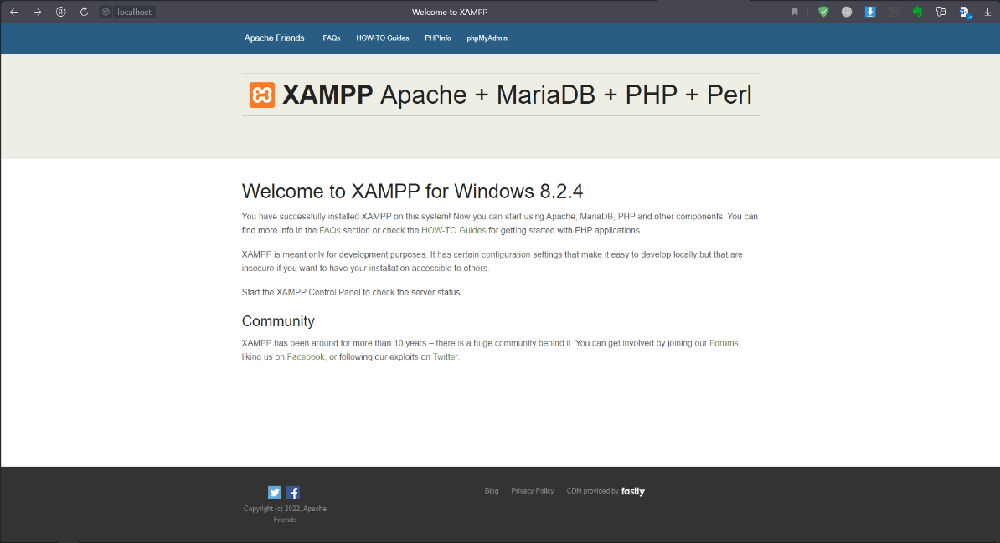 localhost
Welcome to XAMPP
Apache Friends FAQs HOW-TO Guides PHPInfo phpMyAdmin
XAMPP Apache + MariaDB + PHP + Perl
Welcome to XAMPP for Windows 8.2.4
You have successfully installed XAMPP on this system! Now you can start using Apache, MariaDB, PHP and other components. You can
find more info in the FAQs section or check the HOW-TO Guides for getting started with PHP applications.
XAMPP is meant only for development purposes. It has certain configuration settings that make it easy to develop locally but that are
insecure if you want to have your installation accessible to others.
Start the XAMPP Control Panel to check the server status.
Community
XAMPP has been around for more than 10 years – there is a huge community behind it. You can get involved by joining our Forums,
liking us on Facebook, or following our exploits on Twitter.
Blog Privacy Policy CDN provided by fastly
Copyright (c) 2022, Apache
Friends